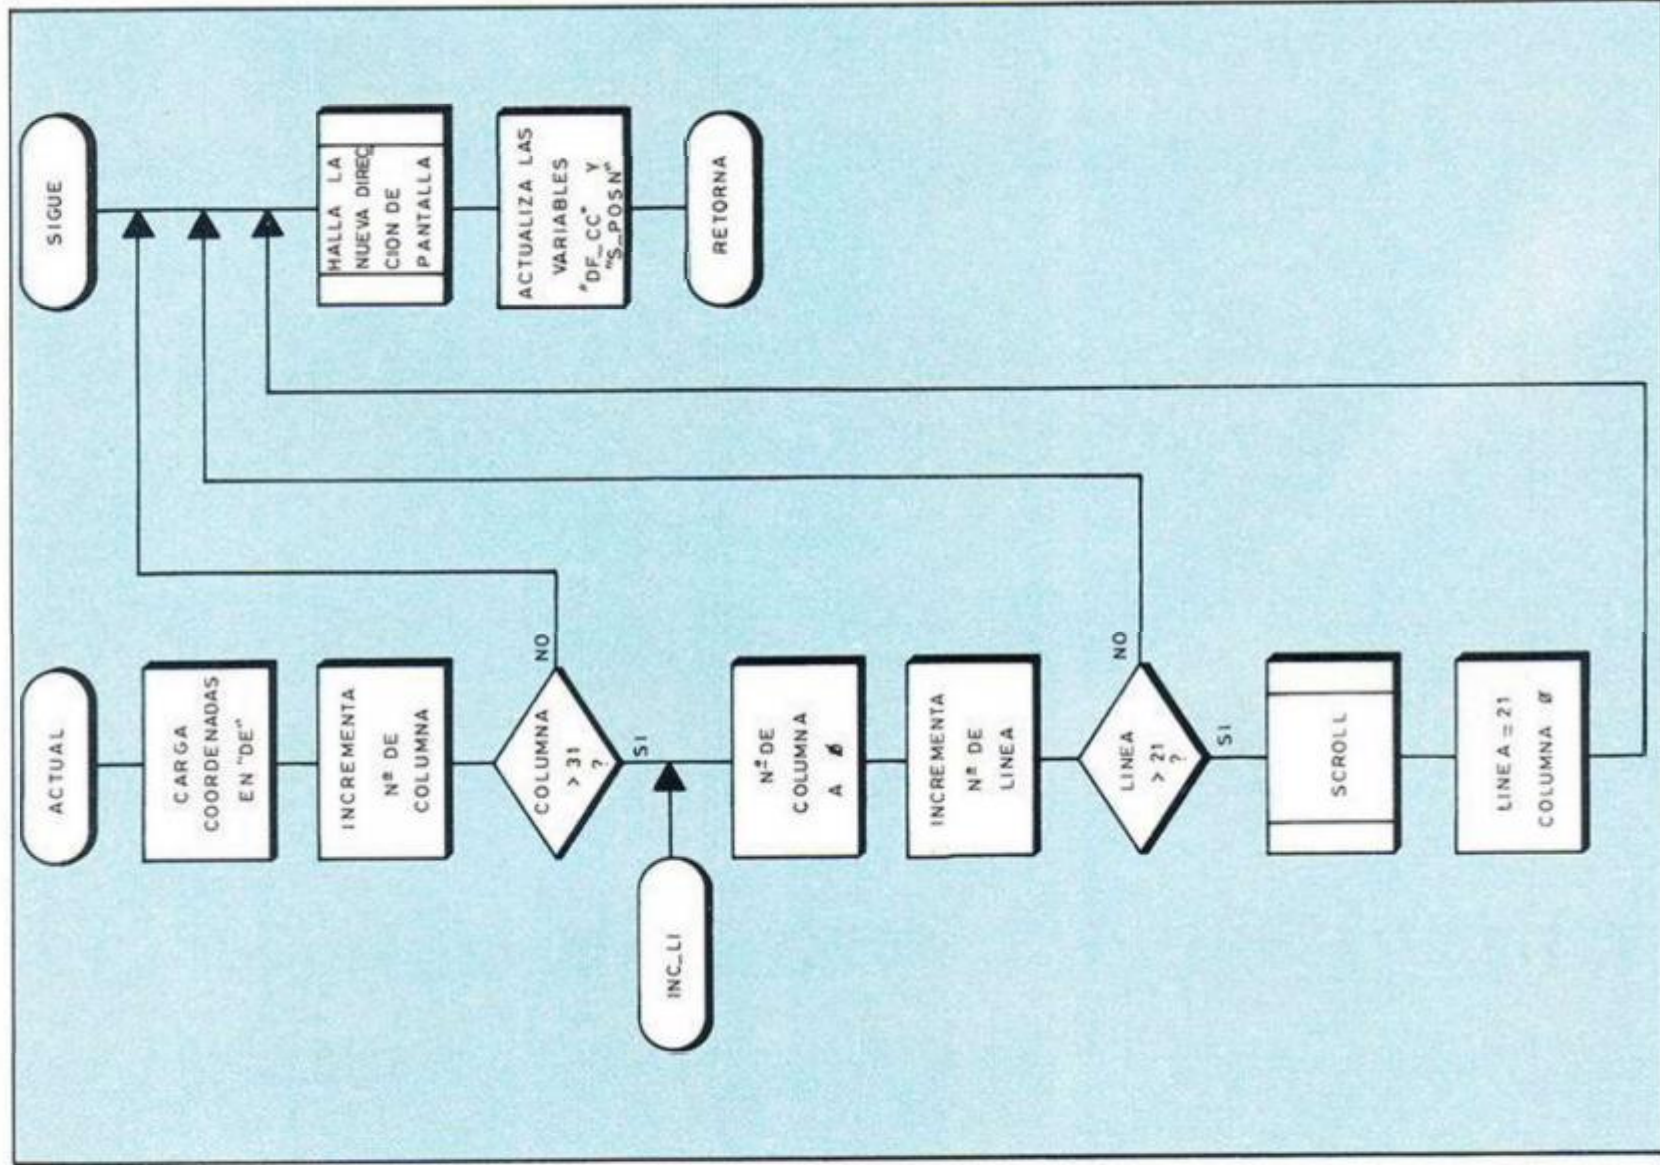 ACTUAL
CARGA
COORDENADAS
EN "DE"
INCREMENTA
Nº DE
COLUMNA
COLUMNA
> 31
?
NO
SI
INC_LI
Nº DE
COLUMNA
A Ø
INCREMENTA
Nº DE
LINEA
LINEA
> 21
?
NO
SI
SCROLL
LINEA = 21
COLUMNA Ø
SIGUE
HALLA LA
NUEVA DIREC
CION DE
PANTALLA
ACTUALIZA LAS
VARIABLES
"DF_CC" Y
"S_POSN"
RETORNA